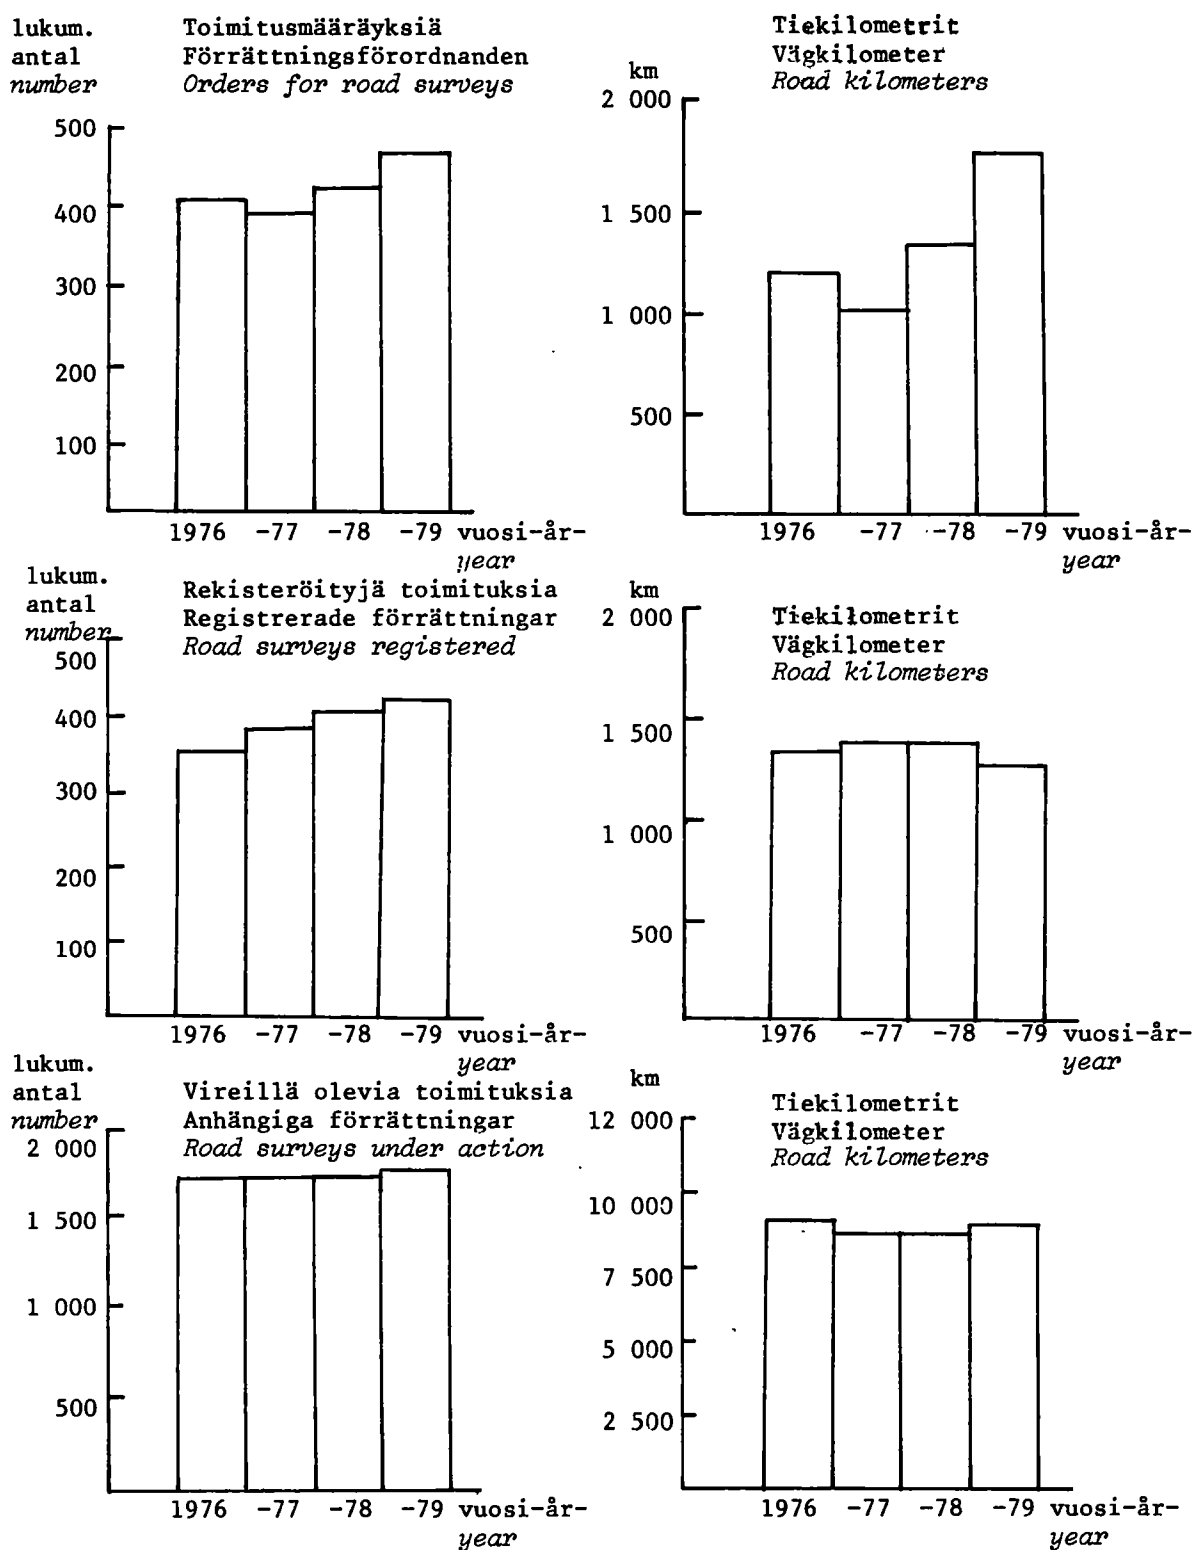 lukum.
antal
number
Toimitusmääräyksiä
Förrättningsförordnanden
Orders for road surveys
500
400
300
200
100
1976 -77 -78 -79 vuosi-år-
year
km
Tiekilometrit
Vägkilometer
Road kilometers
2 000
1 500
1 000
500
1976 -77 -78 -79 vuosi-år-
year
lukum.
antal
number
Rekisteröityjä toimituksia
Registrerade förrättningar
Road surveys registered
500
400
300
200
100
1976 -77 -78 -79 vuosi-år-
year
km
Tiekilometrit
Vägkilometer
Road kilometers
2 000
1 500
1 000
500
1976 -77 -78 -79 vuosi-år-
year
lukum.
antal
number
Vireillä olevia toimituksia
Anhängiga förrättningar
Road surveys under action
2 000
1 500
1 000
500
1976 -77 -78 -79 vuosi-år-
year
km
Tiekilometrit
Vägkilometer
Road kilometers
12 000
10 000
7 500
5 000
2 500
1976 -77 -78 -79 vuosi-år-
year